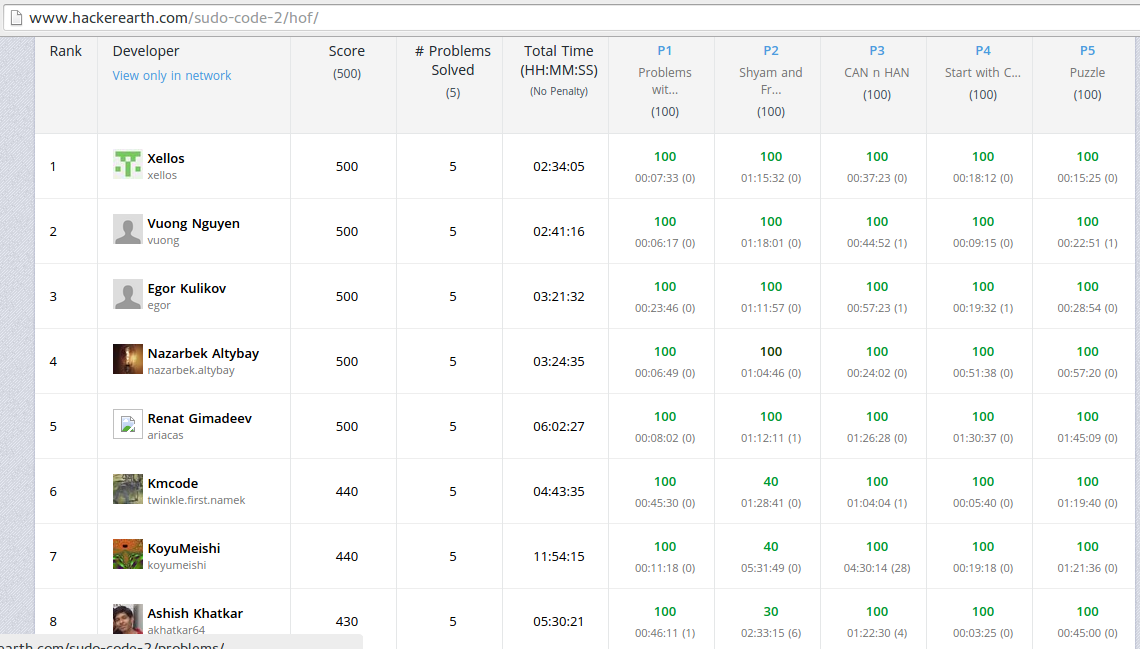 www.hackerearth.com/sudo-code-2/hof/
Rank Developer Score # Problems Total Time P1 P2 P3 P4 P5
View only in network (500) Solved (HH:MM:SS) Problems Shyam and CAN n HAN Start with C... Puzzle
(5) (No Penalty) wit... Fr... (100) (100) (100)
(100) (100)
Xellos 100 100 100 100 100
1 500 5 02:34:05
xellos 00:07:33 (0) 01:15:32 (0) 00:37:23 (0) 00:18:12 (0) 00:15:25 (0)
Vuong Nguyen 100 100 100 100 100
2 500 5 02:41:16
vuong 00:06:17 (0) 01:18:01 (0) 00:44:52 (1) 00:09:15 (0) 00:22:51 (1)
Egor Kulikov 100 100 100 100 100
3 500 5 03:21:32
egor 00:23:46 (0) 01:11:57 (0) 00:57:23 (1) 00:19:32 (1) 00:28:54 (0)
Nazarbek Altybay 100 100 100 100 100
4 500 5 03:24:35
nazarbek.altybay 00:06:49 (0) 01:04:46 (0) 00:24:02 (0) 00:51:38 (0) 00:57:20 (0)
Renat Gimadeev 100 100 100 100 100
5 500 5 06:02:27
ariacas 00:08:02 (0) 01:12:11 (1) 01:26:28 (0) 01:30:37 (0) 01:45:09 (0)
Kmcode 100 40 100 100 100
6 440 5 04:43:35
twinkle.first.namek 00:45:30 (0) 01:28:41 (0) 01:04:04 (1) 00:05:40 (0) 01:19:40 (0)
KoyuMeishi 100 40 100 100 100
7 440 5 11:54:15
koyumeishi 00:11:18 (0) 05:31:49 (0) 04:30:14 (28) 00:19:18 (0) 01:21:36 (0)
Ashish Khatkar 100 30 100 100 100
8 430 5 05:30:21
akhatkar64 00:46:11 (1) 02:33:15 (6) 01:22:30 (4) 00:03:25 (0) 00:45:00 (0)
earth.com/sudo-code-2/problems/